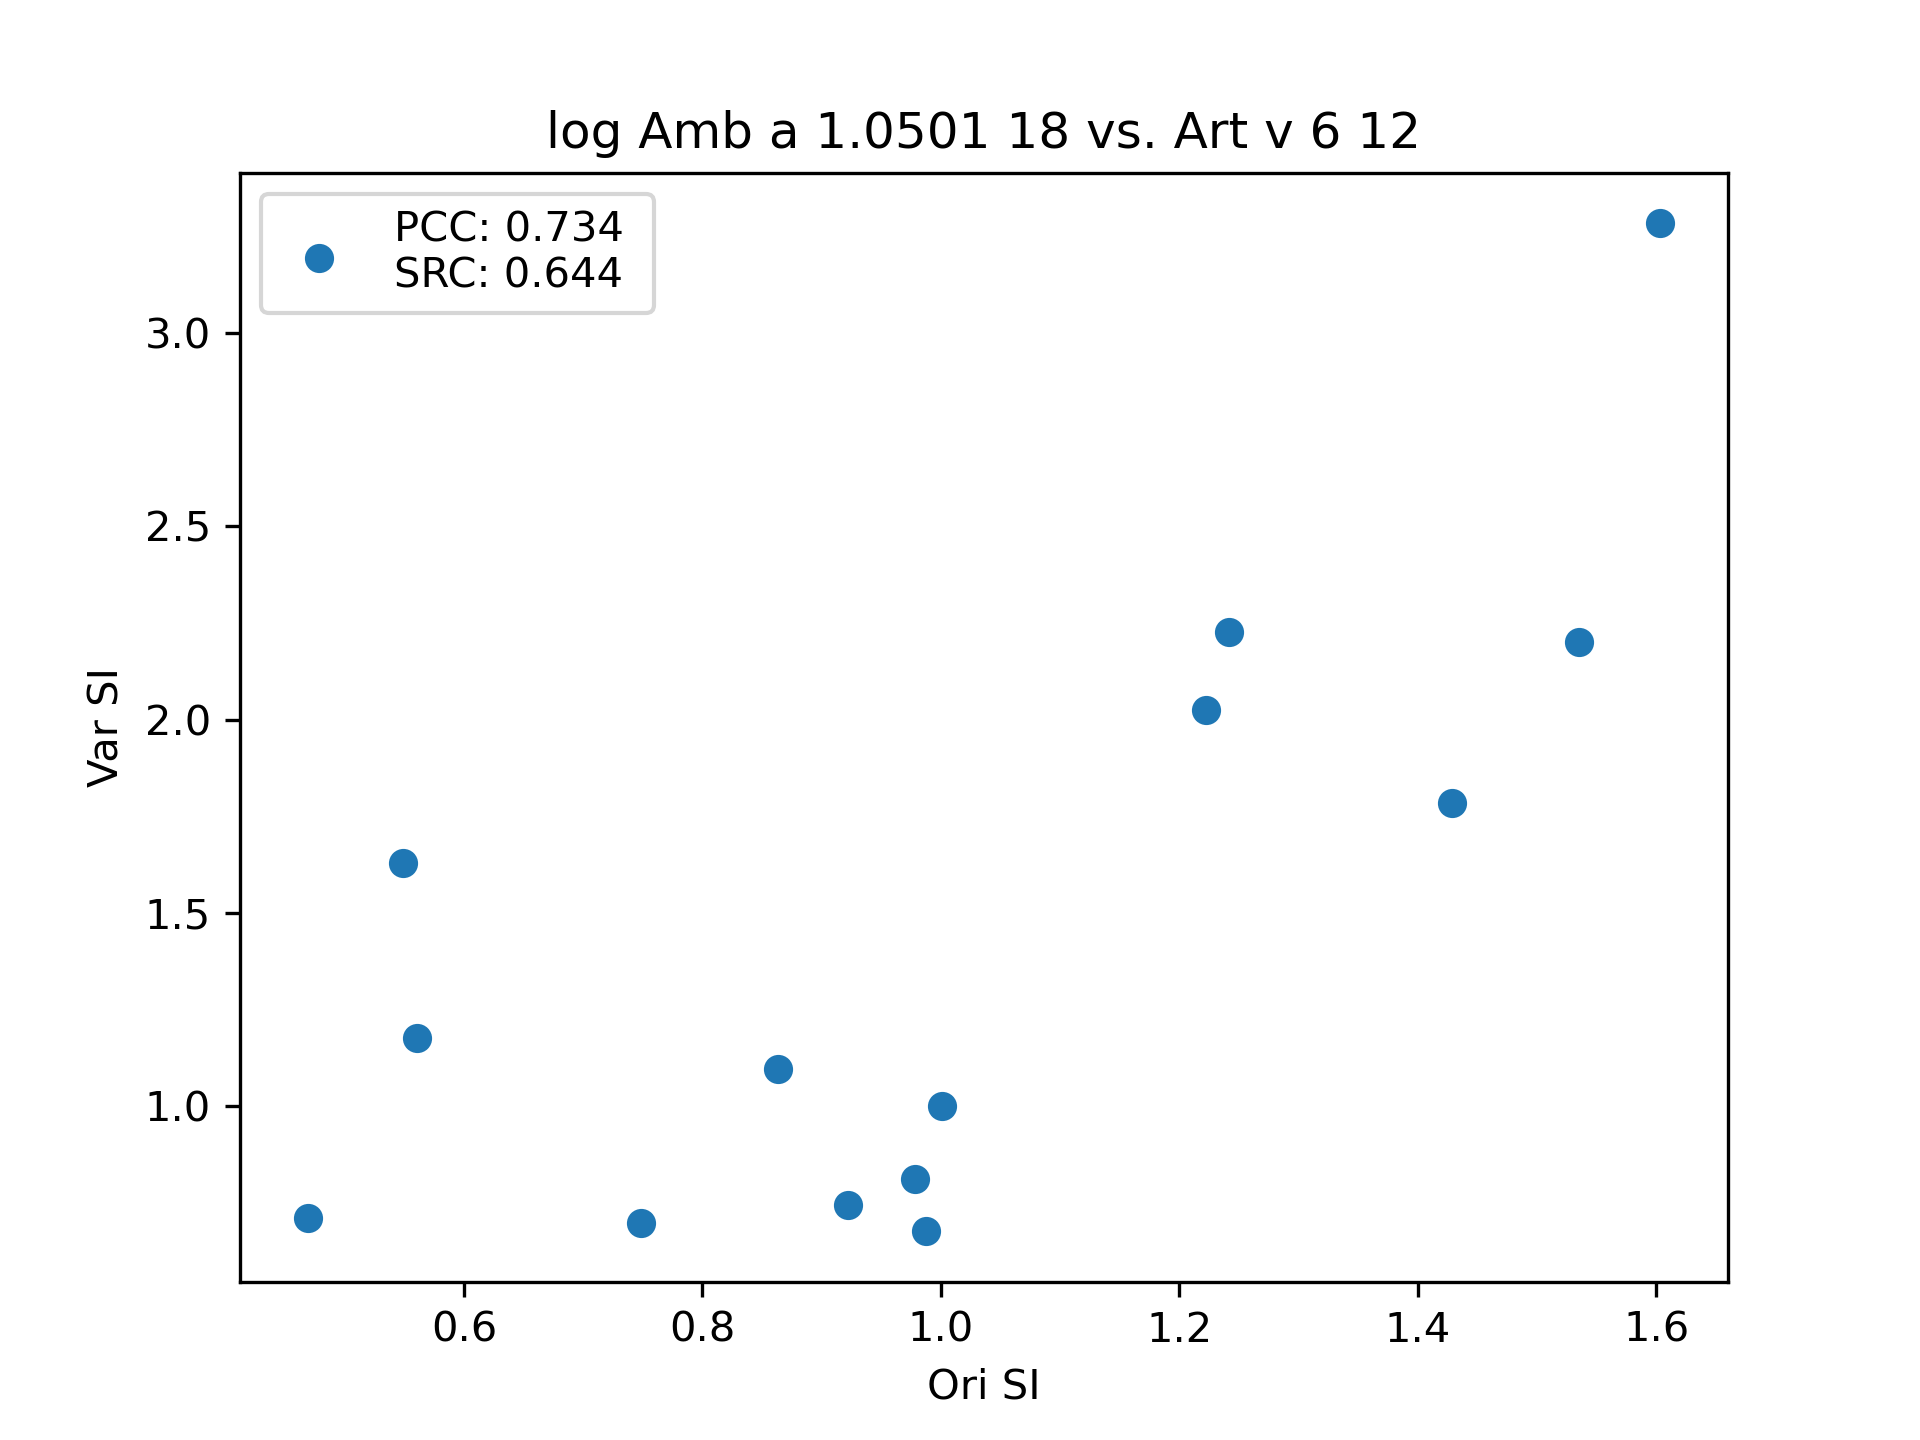 log Amb a 1.0501 18 vs. Art v 6 12
PCC: 0.734
SRC: 0.644
3.0
2.5
2.0
1.5
1.0
Var SI
0.6 0.8 1.0 1.2 1.4 1.6
Ori SI